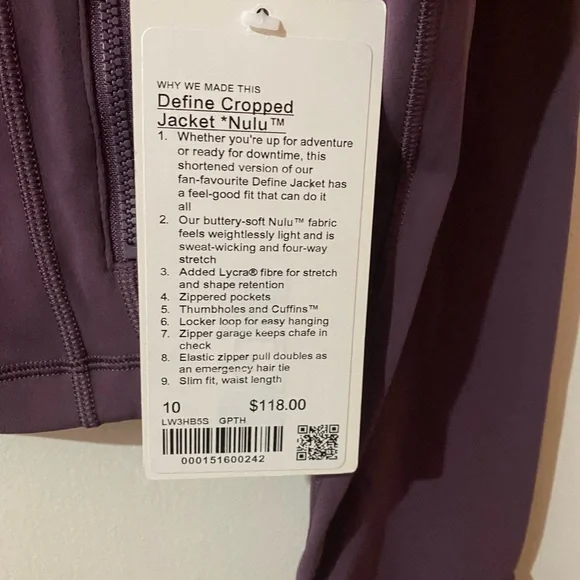 WHY WE MADE THIS
Define Cropped
Jacket *Nulu™
1. Whether you're up for adventure
or ready for downtime, this
shortened version of our
fan-favourite Define Jacket has
a feel-good fit that can do it
all
2. Our buttery-soft Nulu™ fabric
feels weightlessly light and is
sweat-wicking and four-way
stretch
3. Added Lycra® fibre for stretch
and shape retention
4. Zippered pockets
5. Thumbholes and Cuffins™
6. Locker loop for easy hanging
7. Zipper garage keeps chafe in
check
8. Elastic zipper pull doubles as
an emergency hair tie
9. Slim fit, waist length
10 $118.00
LW3HB5S GPTH
000151600242